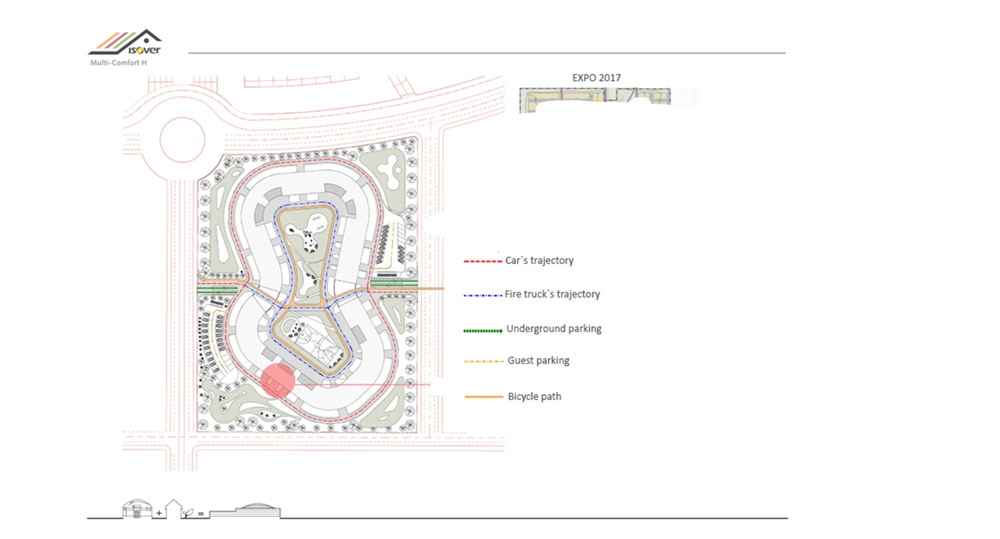 ISOVER
Multi-Comfort H
EXPO 2017
Car`s trajectory
Fire truck`s trajectory
Underground parking
Guest parking
Bicycle path
+
=